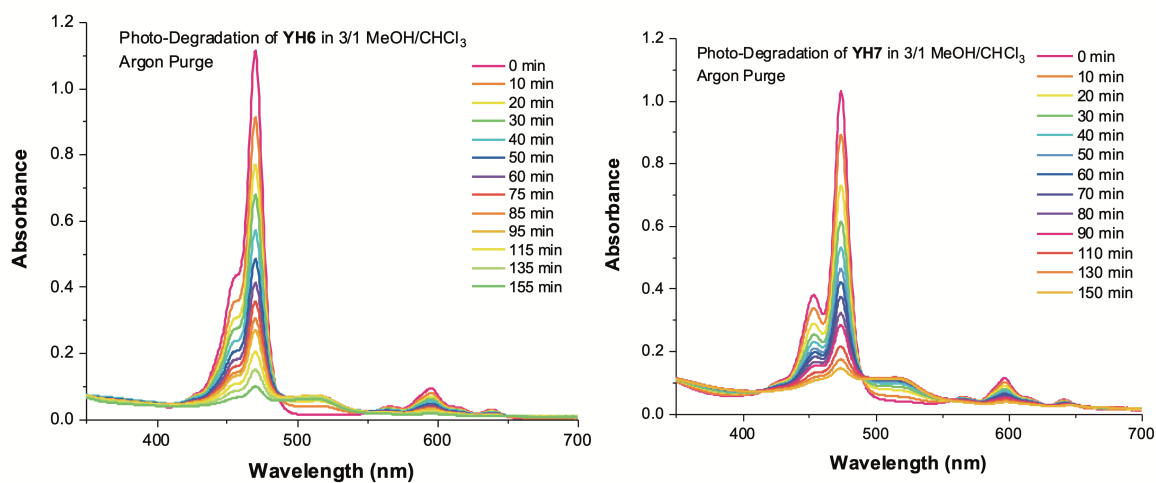 Photo-Degradation of YH6 in 3/1 MeOH/CHCl3
Argon Purge
0 min
10 min
20 min
30 min
40 min
50 min
60 min
75 min
85 min
95 min
115 min
135 min
155 min
1.2
1.0
0.8
0.6
0.4
0.2
0.0
Absorbance
400
500
600
700
Wavelength (nm)
Photo-Degradation of YH7 in 3/1 MeOH/CHCl3
Argon Purge
0 min
10 min
20 min
30 min
40 min
50 min
60 min
70 min
80 min
90 min
110 min
130 min
150 min
1.2
1.0
0.8
0.6
0.4
0.2
0.0
Absorbance
400
500
600
700
Wavelength (nm)